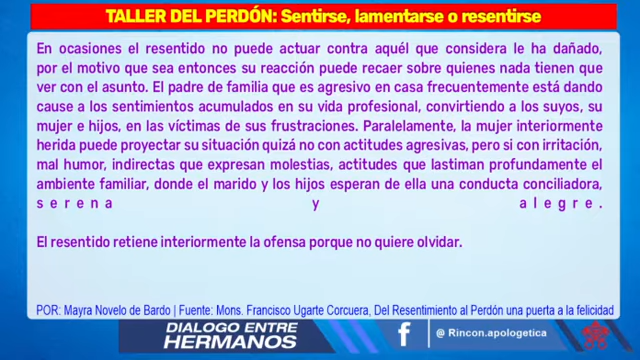 TALLER DEL PERDÓN: Sentirse, lamentarse o resentirse
En ocasiones el resentido no puede actuar contra aquél que considera le ha dañado,
por el motivo que sea entonces su reacción puede recaer sobre quienes nada tienen que
ver con el asunto. El padre de familia que es agresivo en casa frecuentemente está dando
cause a los sentimientos acumulados en su vida profesional, convirtiendo a los suyos, su
mujer e hijos, en las víctimas de sus frustraciones. Paralelamente, la mujer interiormente
herida puede proyectar su situación quizá no con actitudes agresivas, pero si con irritación,
mal humor, indirectas que expresan molestias, actitudes que lastiman profundamente el
ambiente familiar, donde el marido y los hijos esperan de ella una conducta conciliadora,
serena y alegre.
El resentido retiene interiormente la ofensa porque no quiere olvidar.
POR: Mayra Novelo de Bardo | Fuente: Mons. Francisco Ugarte Corcuera, Del Resentimiento al Perdón una puerta a la felicidad
DIALOGO ENTRE
HERMANOS
f
@ Rincon.apologetica